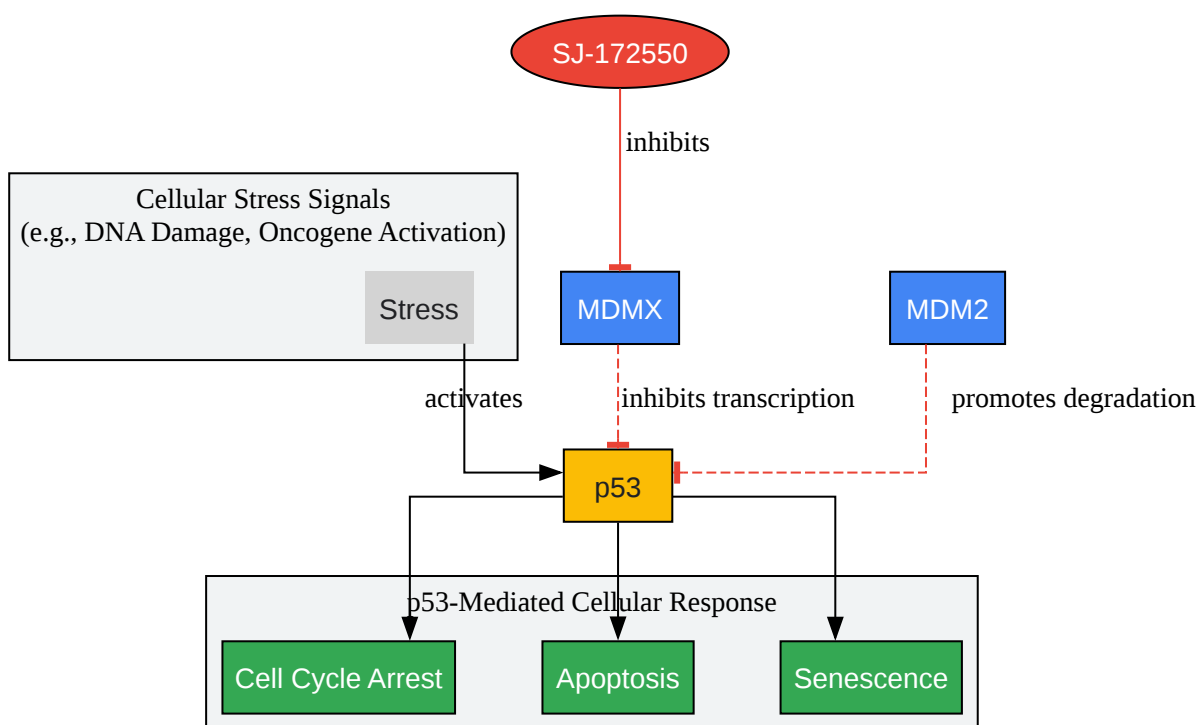 SJ-172550
inhibits
Cellular Stress Signals
(e.g., DNA Damage, Oncogene Activation)
Stress
MDMX
MDM2
activates
inhibits transcription
promotes degradation
p53
p53-Mediated Cellular Response
Cell Cycle Arrest
Apoptosis
Senescence